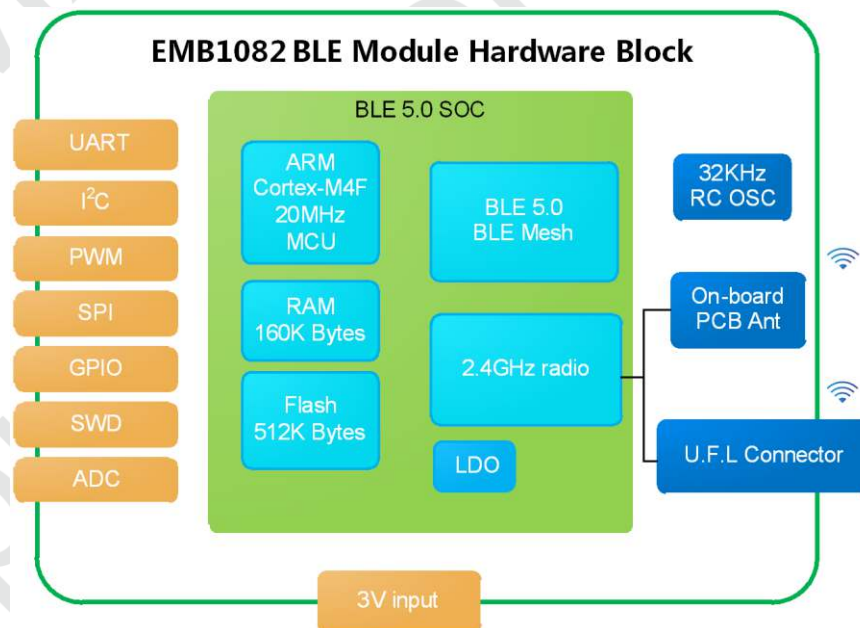 EMB1082 BLE Module Hardware Block
BLE 5.0 SOC
UART
I²C
PWM
SPI
GPIO
SWD
ADC
ARM
Cortex-M4F
20MHz
MCU
RAM
160K Bytes
Flash
512K Bytes
BLE 5.0
BLE Mesh
2.4GHz radio
LDO
32KHz
RC OSC
On-board
PCB Ant
U.F.L Connector
3V input